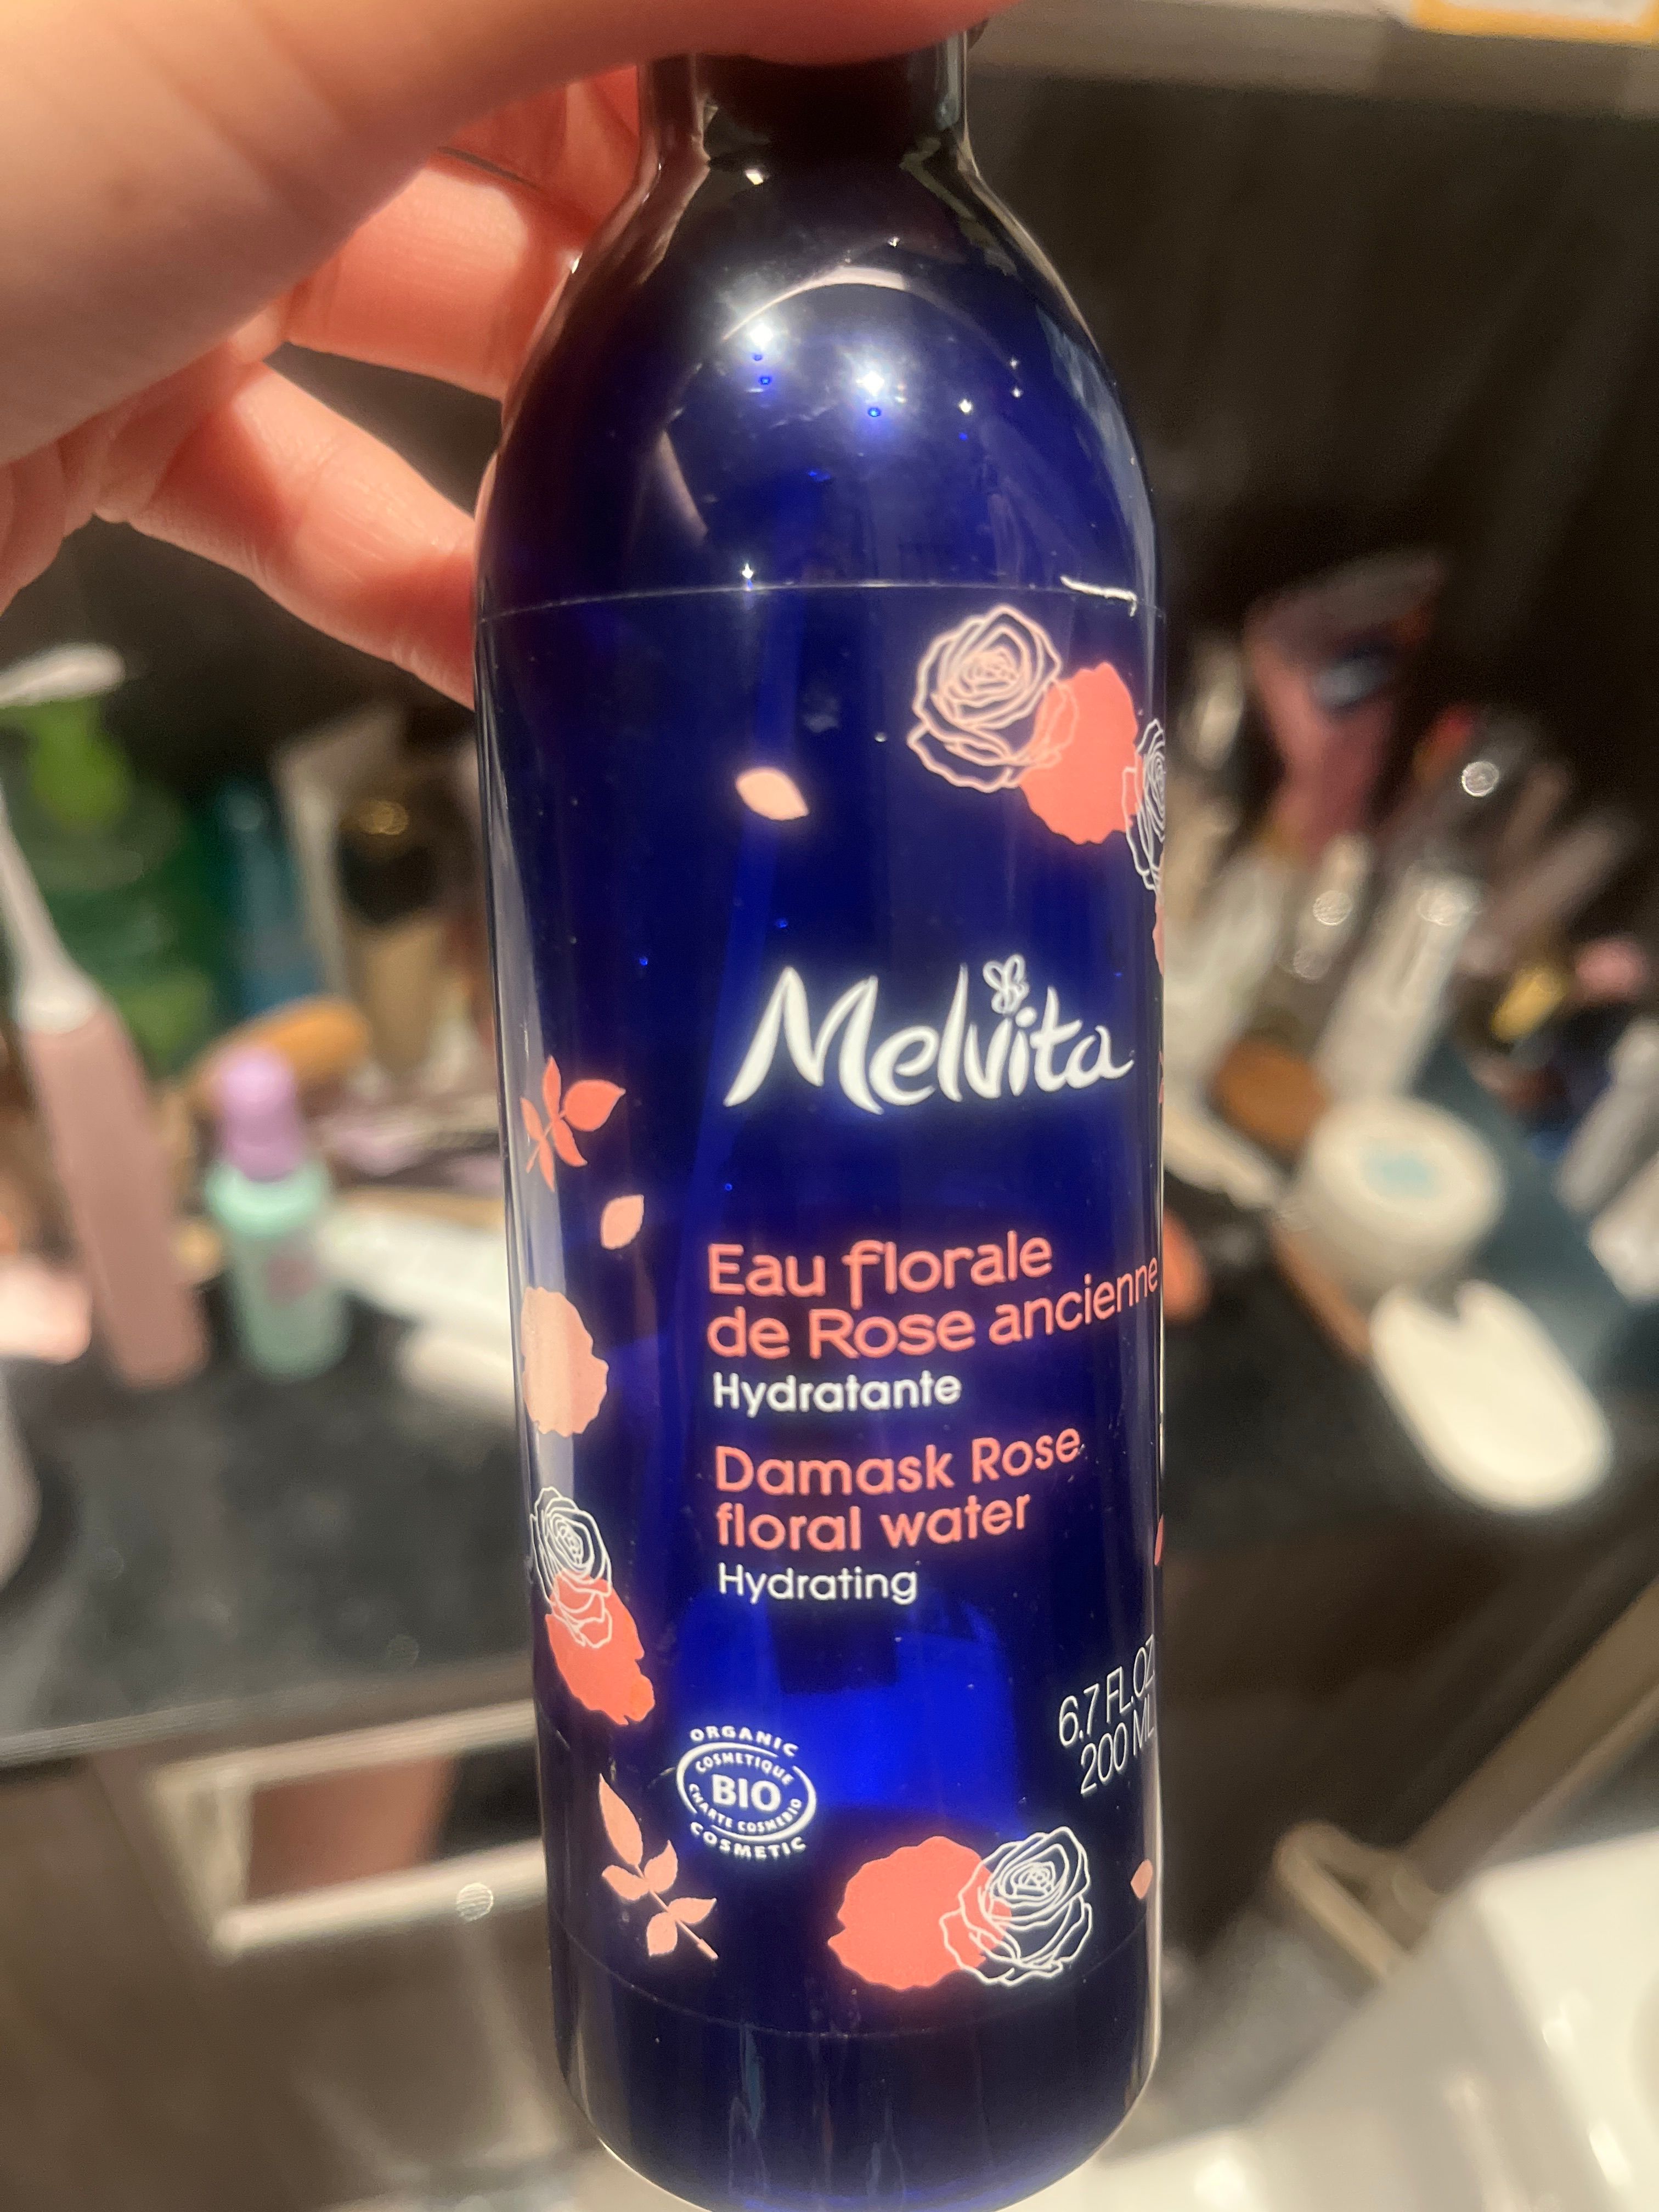 Melvita
Eau florale
de Rose ancienne
Hydratante
Damask Rose
floral water
Hydrating
6.7 FL.OZ
200 ML
ORGANIC
COSMETIQUE
BIO
CHARTE COSMEBIO
COSMETIC